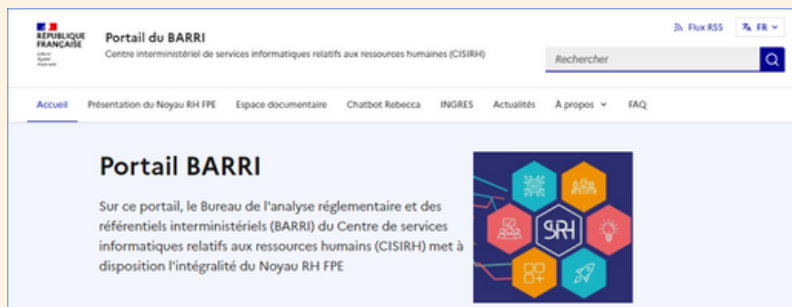 RÉPUBLIQUE
FRANÇAISE
Liberté
Égalité
Fraternité
Portail du BARRI
Centre interministériel de services informatiques relatifs aux ressources humaines (CISIRH)
Flux RSS
FR
Rechercher
Accueil Présentation du Noyau RH FPE Espace documentaire Chatbot Rebecca INGRES Actualités À propos FAQ
Portail BARRI
Sur ce portail, le Bureau de l'analyse réglementaire et des
référentiels interministériels (BARRI) du Centre de services
informatiques relatifs aux ressources humains (CISIRH) met à
disposition l'intégralité du Noyau RH FPE
SIRH